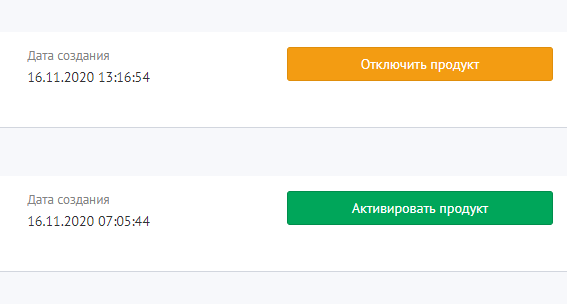 Дата создания
16.11.2020 13:16:54
Отключить продукт
Дата создания
16.11.2020 07:05:44
Активировать продукт